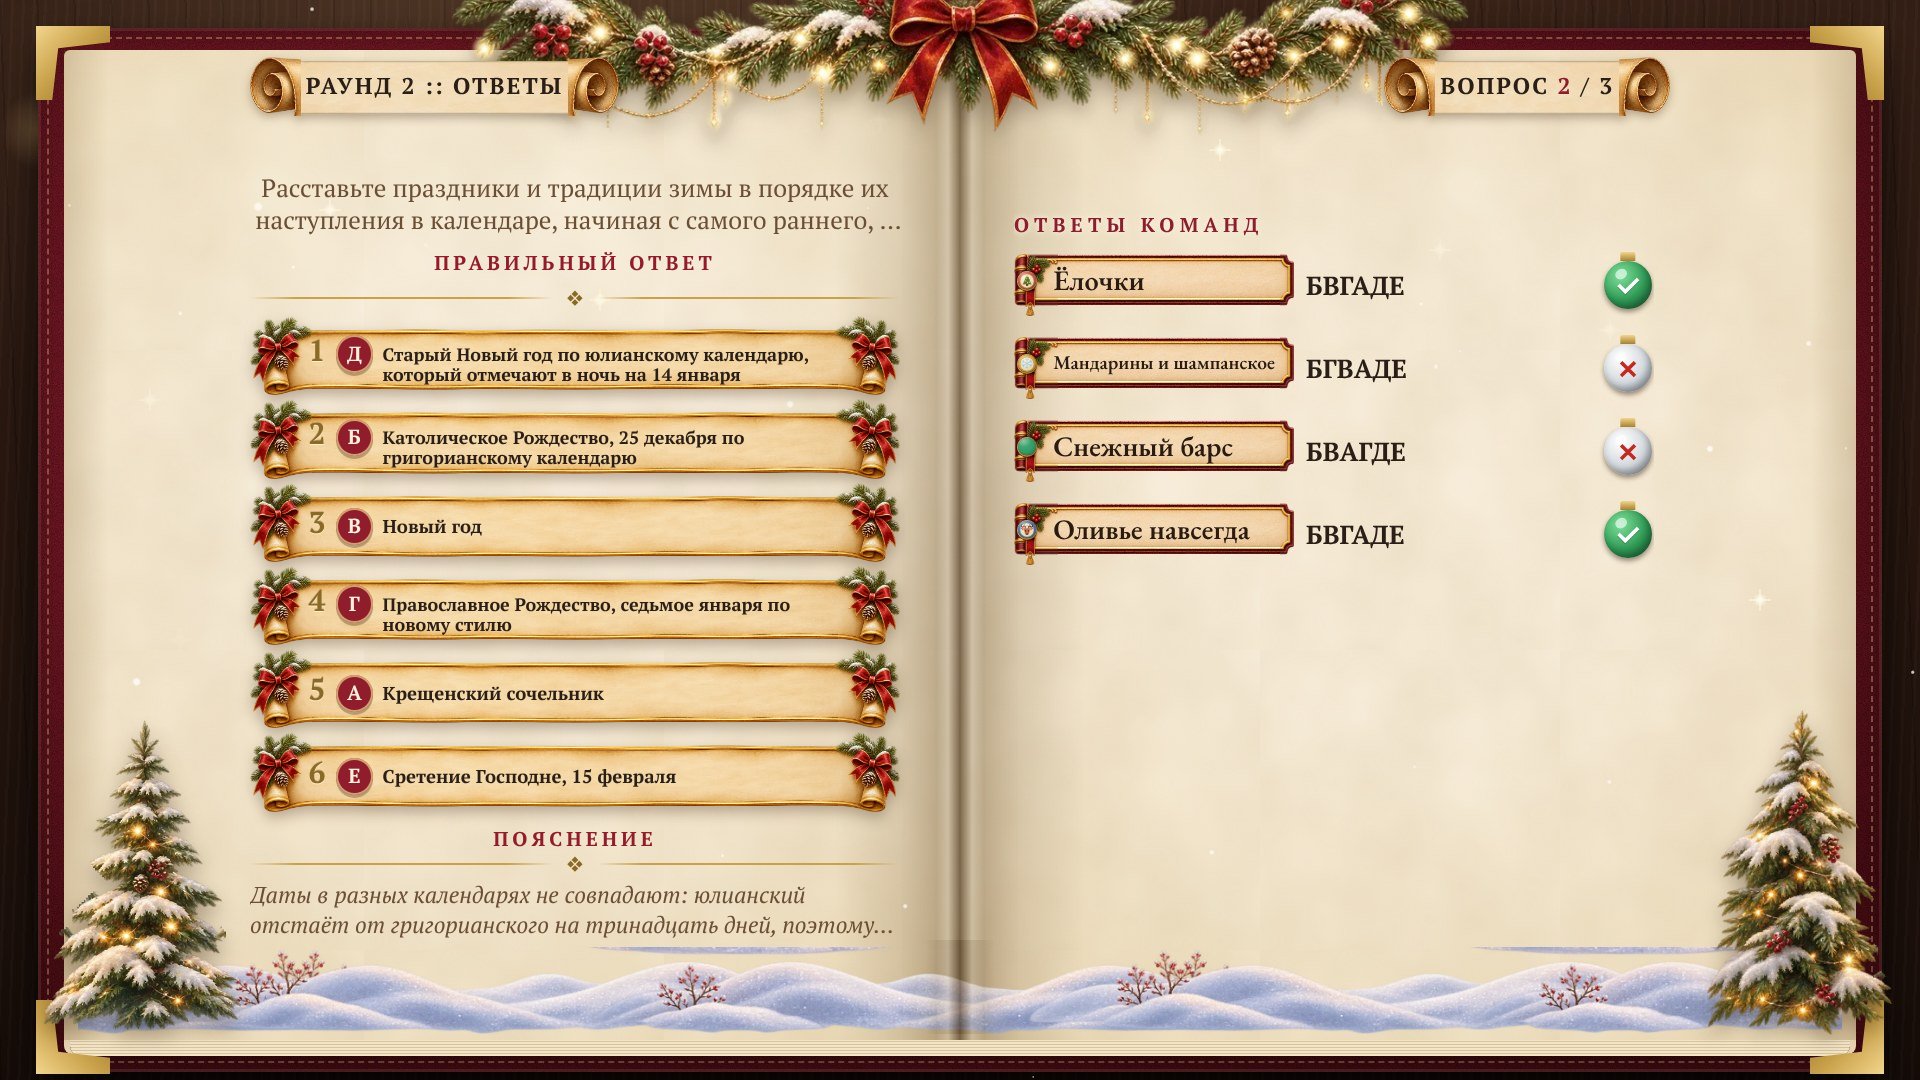 РАУНД 2 :: ОТВЕТЫ
ВОПРОС 2 / 3
Расставьте праздники и традиции зимы в порядке их
наступления в календаре, начиная с самого раннего, ...
ПРАВИЛЬНЫЙ ОТВЕТ
1 Д Старый Новый год по юлианскому календарю,
который отмечают в ночь на 14 января
2 Б Католическое Рождество, 25 декабря по
григорианскому календарю
3 В Новый год
4 Г Православное Рождество, седьмое января по
новому стилю
5 А Крещенский сочельник
6 Е Сретение Господне, 15 февраля
ПОЯСНЕНИЕ
Даты в разных календарях не совпадают: юлианский
отстаёт от григорианского на тринадцать дней, поэтому...
ОТВЕТЫ КОМАНД
Ёлочки БВГАДЕ
Мандарины и шампанское БГВАДЕ
Снежный барс БВАГДЕ
Оливье навсегда БВГАДЕ